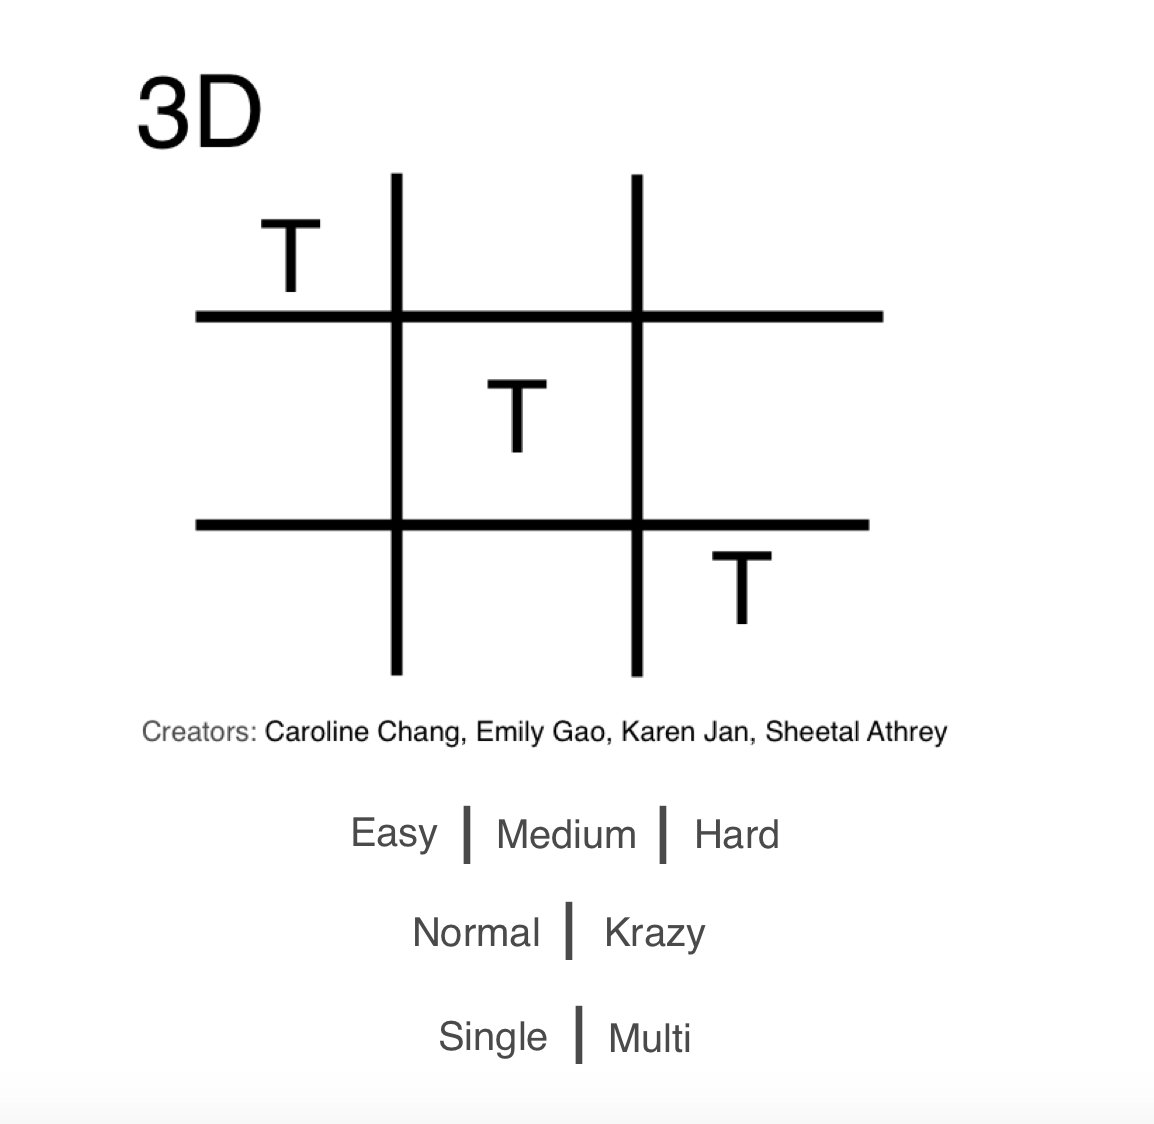 3D
T
T
T
Creators: Caroline Chang, Emily Gao, Karen Jan, Sheetal Athrey
Easy | Medium | Hard
Normal | Krazy
Single | Multi